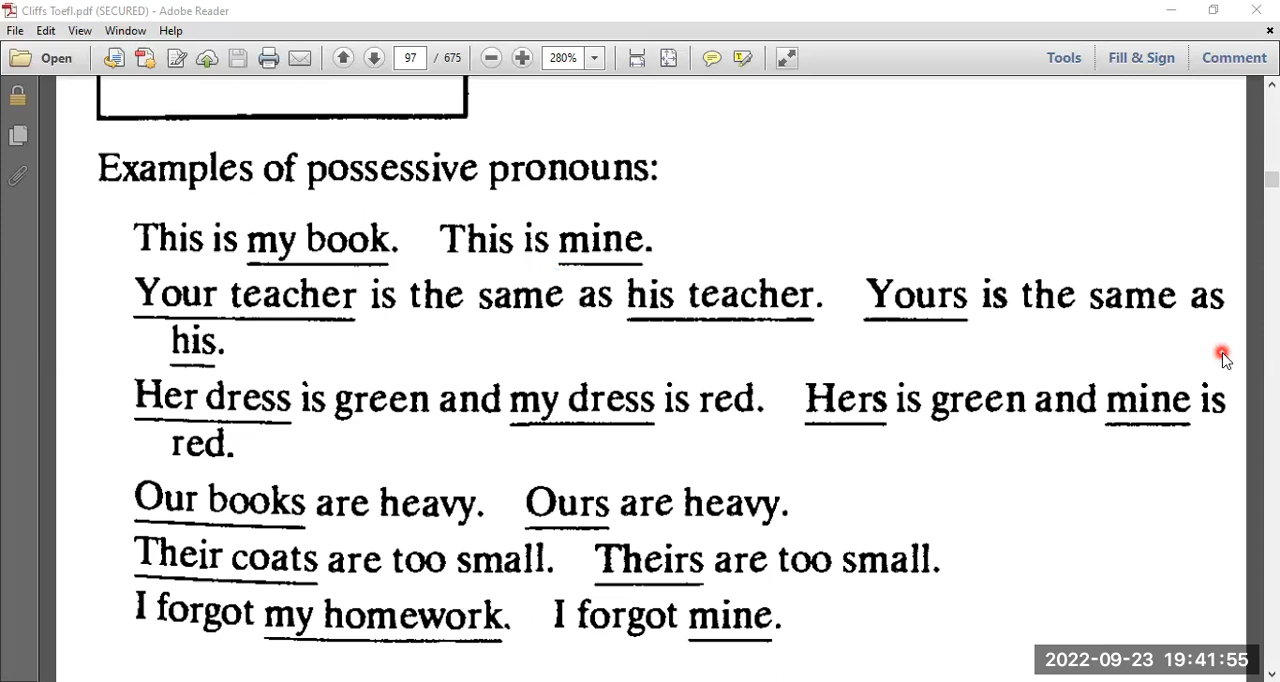 Cliffs Toefl.pdf (SECURED) - Adobe Reader
File Edit View Window Help
Open 97 / 675 280% Tools Fill & Sign Comment
Examples of possessive pronouns:
This is my book. This is mine.
Your teacher is the same as his teacher. Yours is the same as
his.
Her dress is green and my dress is red. Hers is green and mine is
red.
Our books are heavy. Ours are heavy.
Their coats are too small. Theirs are too small.
I forgot my homework. I forgot mine.
2022-09-23 19:41:55